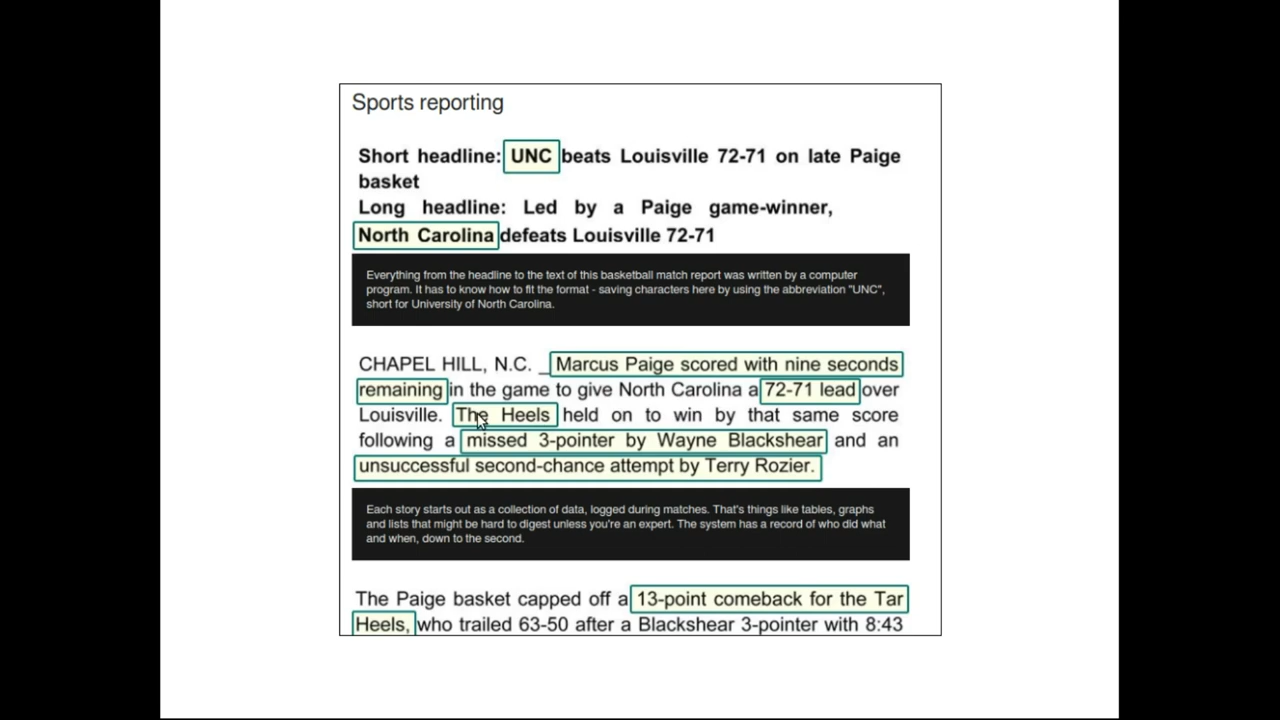 Sports reporting
Short headline: UNC beats Louisville 72-71 on late Paige
basket
Long headline: Led by a Paige game-winner,
North Carolina defeats Louisville 72-71
Everything from the headline to the text of this basketball match report was written by a computer
program. It has to know how to fit the format - saving characters here by using the abbreviation "UNC",
short for University of North Carolina.
CHAPEL HILL, N.C. _ Marcus Paige scored with nine seconds
remaining in the game to give North Carolina a 72-71 lead over
Louisville. The Heels held on to win by that same score
following a missed 3-pointer by Wayne Blackshear and an
unsuccessful second-chance attempt by Terry Rozier.
Each story starts out as a collection of data, logged during matches. That's things like tables, graphs
and lists that might be hard to digest unless you're an expert. The system has a record of who did what
and when, down to the second.
The Paige basket capped off a 13-point comeback for the Tar
Heels, who trailed 63-50 after a Blackshear 3-pointer with 8:43